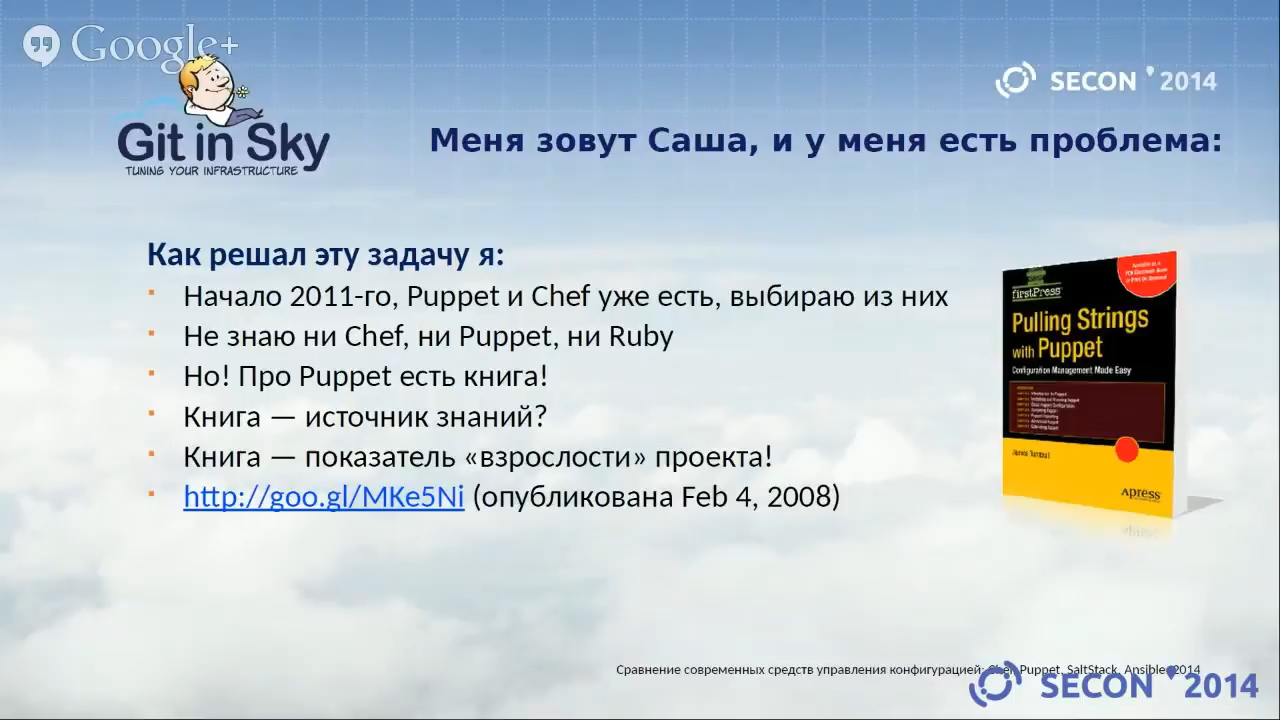 Google+
SECON 2014
Git in Sky
TUNING YOUR INFRASTRUCTURE
Меня зовут Саша, и у меня есть проблема:
Как решал эту задачу я:
Начало 2011-го, Puppet и Chef уже есть, выбираю из них
Не знаю ни Chef, ни Puppet, ни Ruby
Но! Про Puppet есть книга!
Книга — источник знаний?
Книга — показатель «взрослости» проекта!
http://goo.gl/MKe5Ni (опубликована Feb 4, 2008)
firstPress
Pulling Strings
with Puppet
Configuration Management Made Easy
James Turnbull
Apress
Сравнение современных средств управления конфигурацией: Chef, Puppet, SaltStack, Ansible, 2014
SECON 2014